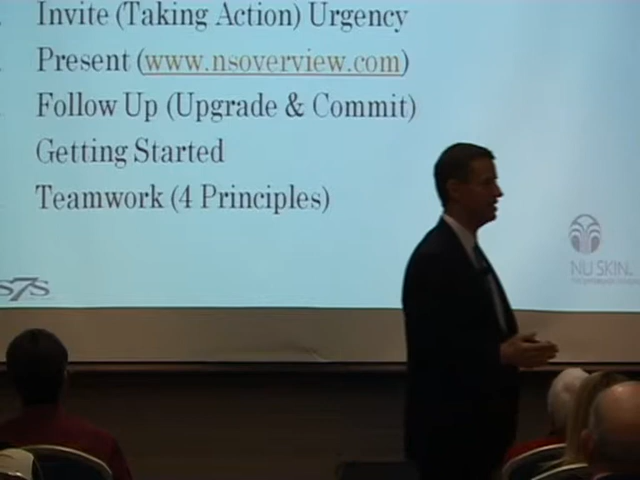 Invite (Taking Action) Urgency
Present (www.nsoverview.com)
Follow Up (Upgrade & Commit)
Getting Started
Teamwork (4 Principles)
S7S
NU SKIN